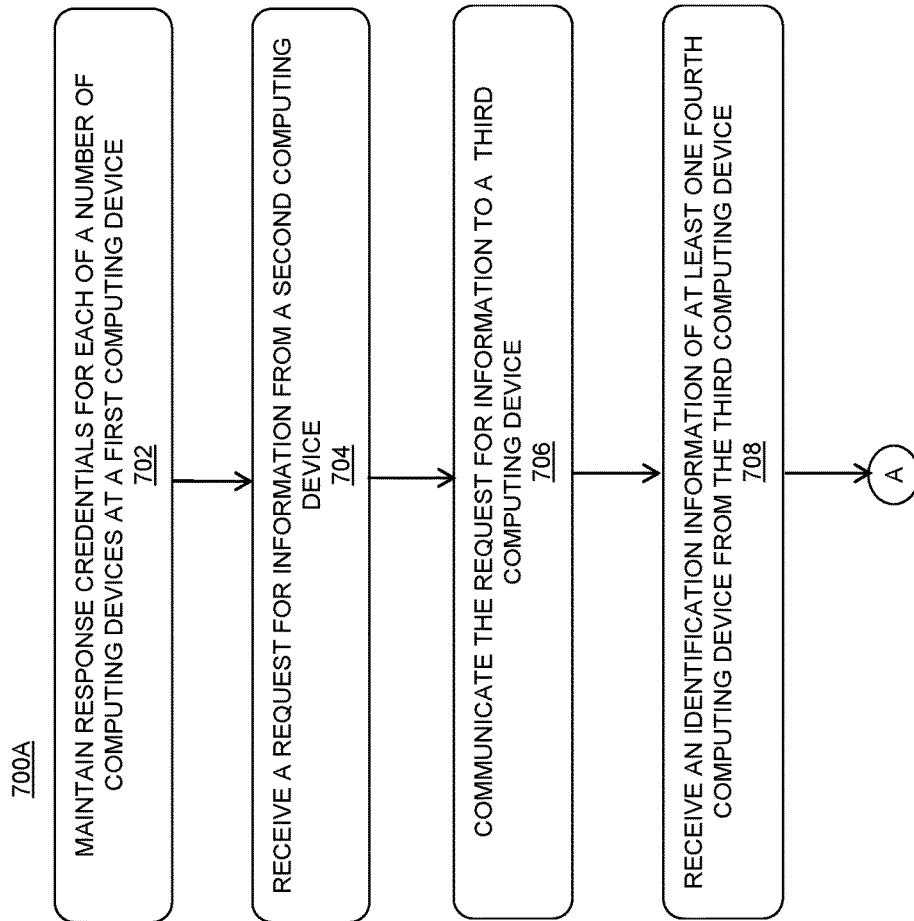 700A
MAINTAIN RESPONSE CREDENTIALS FOR EACH OF A NUMBER OF
COMPUTING DEVICES AT A FIRST COMPUTING DEVICE
702
RECEIVE A REQUEST FOR INFORMATION FROM A SECOND COMPUTING
DEVICE
704
COMMUNICATE THE REQUEST FOR INFORMATION TO A THIRD
COMPUTING DEVICE
706
RECEIVE AN IDENTIFICATION INFORMATION OF AT LEAST ONE FOURTH
COMPUTING DEVICE FROM THE THIRD COMPUTING DEVICE
708
A